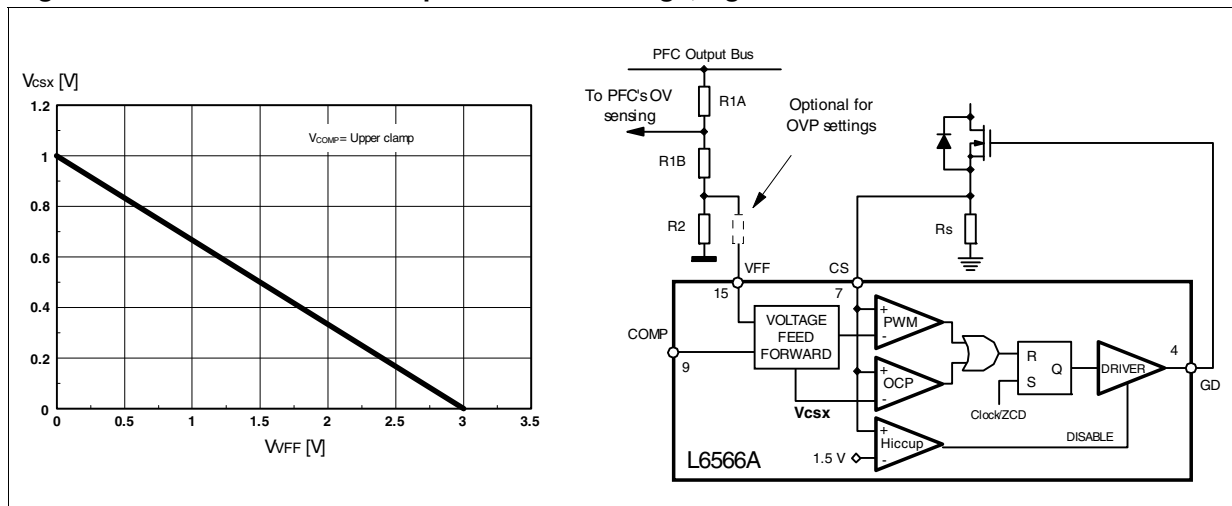 Vcsx [V]
1.2
1
0.8
0.6
0.4
0.2
0
VCOMP= Upper clamp
0
0.5
1
1.5
2
2.5
3
3.5
VVFF [V]
PFC Output Bus
To PFC's OV
sensing
R1A
Optional for
OVP settings
R1B
R2
Rs
VFF
CS
15
7
COMP
9
VOLTAGE
FEED
FORWARD
+
PWM
-
+
OCP
-
Vcsx
+
Hiccup
-
1.5 V
R
S
Q
Clock/ZCD
DRIVER
4
GD
DISABLE
L6566A